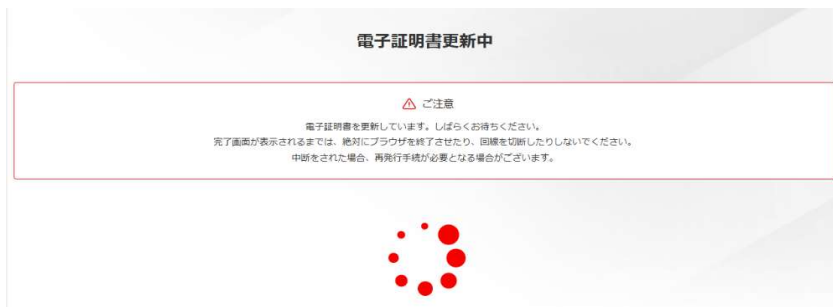 電子証明書更新中
ご注意
電子証明書を更新しています。しばらくお待ちください。
完了画面が表示されるまでは、絶対にブラウザを終了させたり、回線を切断したりしないでください。
中断をされた場合、再発行手続が必要となる場合がございます。